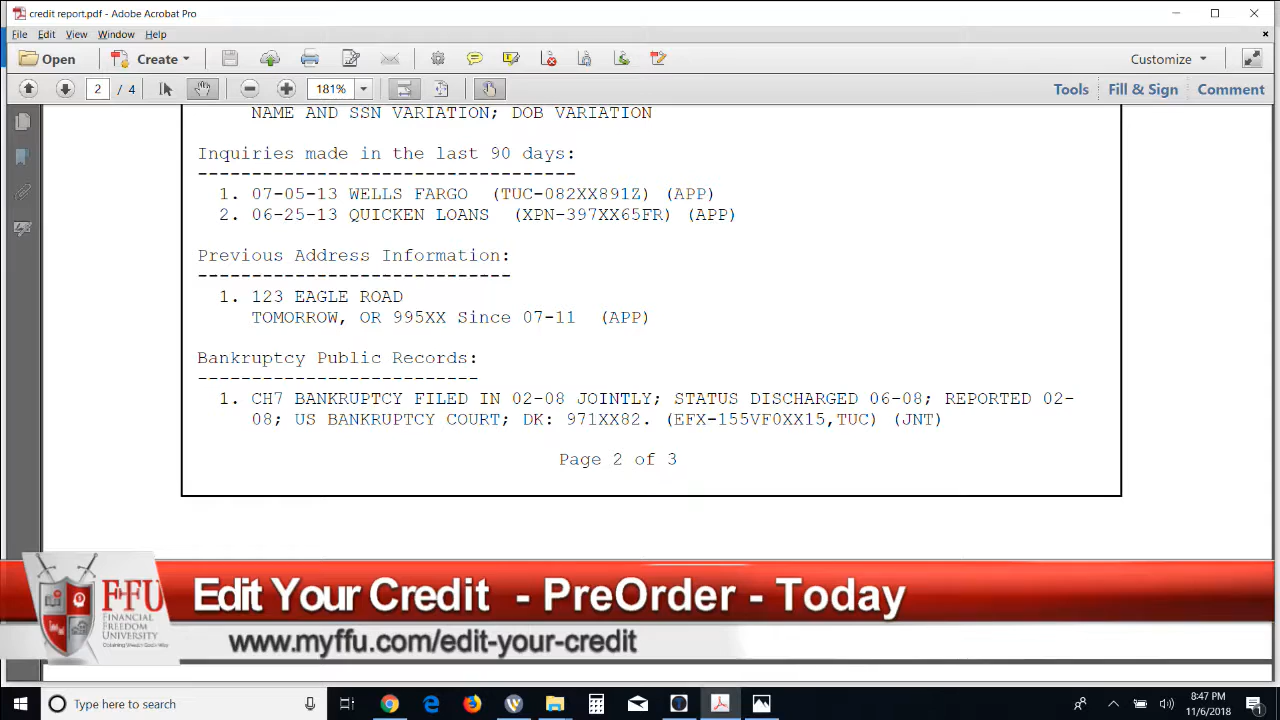 credit report.pdf - Adobe Acrobat Pro
File Edit View Window Help
Open Create Customize
2 / 4 181% Tools Fill & Sign Comment
NAME AND SSN VARIATION; DOB VARIATION
Inquiries made in the last 90 days:
-----------------------------------
1. 07-05-13 WELLS FARGO (TUC-082XX891Z) (APP)
2. 06-25-13 QUICKEN LOANS (XPN-397XX65FR) (APP)
Previous Address Information:
-----------------------------
1. 123 EAGLE ROAD
TOMORROW, OR 995XX Since 07-11 (APP)
Bankruptcy Public Records:
--------------------------
1. CH7 BANKRUPTCY FILED IN 02-08 JOINTLY; STATUS DISCHARGED 06-08; REPORTED 02-
08; US BANKRUPTCY COURT; DK: 971XX82. (EFX-155VF0XX15,TUC) (JNT)
Page 2 of 3
FFU
FINANCIAL
FREEDOM
UNIVERSITY
Edit Your Credit - PreOrder - Today
www.myffu.com/edit-your-credit
Type here to search
8:47 PM
11/6/2018